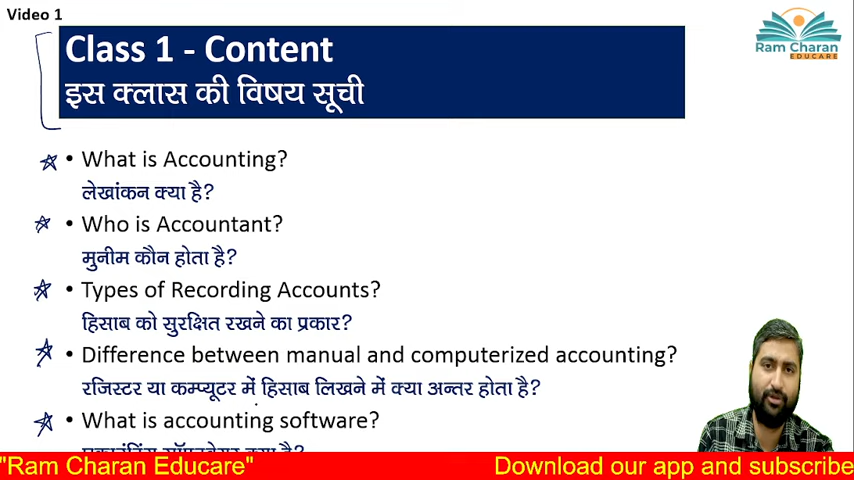 Video 1
Class 1 - Content
इस क्लास की विषय सूची
Ram Charan
EDUCARE
• What is Accounting?
लेखांकन क्या है?
• Who is Accountant?
मुनीम कौन होता है?
• Types of Recording Accounts?
हिसाब को सुरक्षित रखने का प्रकार?
• Difference between manual and computerized accounting?
रजिस्टर या कम्प्यूटर में हिसाब लिखने में क्या अन्तर होता है?
• What is accounting software?
क्या है?
"Ram Charan Educare"
Download our app and subscribe